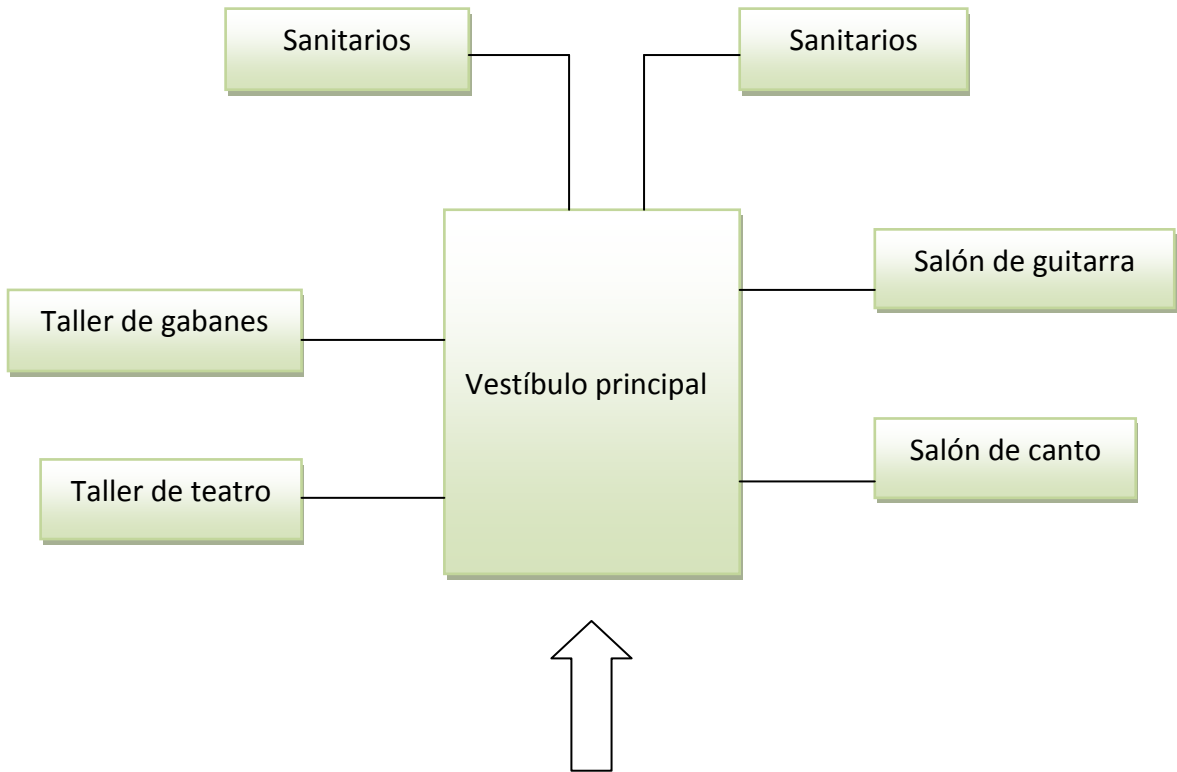 Sanitarios
Sanitarios
Salón de guitarra
Taller de gabanes
Vestíbulo principal
Salón de canto
Taller de teatro